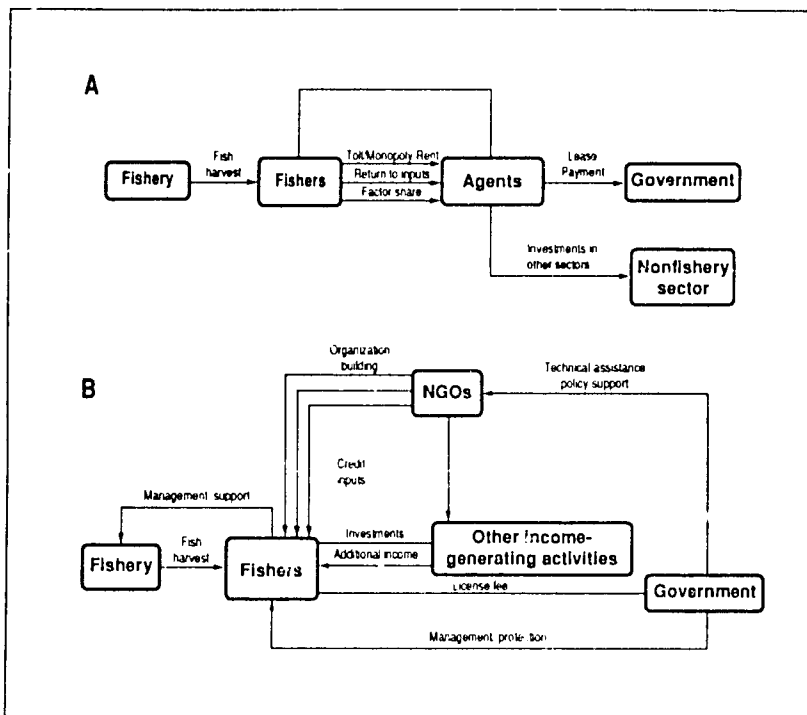 A
Fishery
Fish
harvest
Fishers
Toll/Monopoly Rent
Return to inputs
Factor share
Agents
Lease
Payment
Government
Investments in
other sectors
Nonfishery
sector
B
Organization
building
NGOs
Technical assistance
policy support
Credit
inputs
Management support
Fishery
Fish
harvest
Fishers
Investments
Additional income
Other income-
generating activities
License fee
Government
Management protection